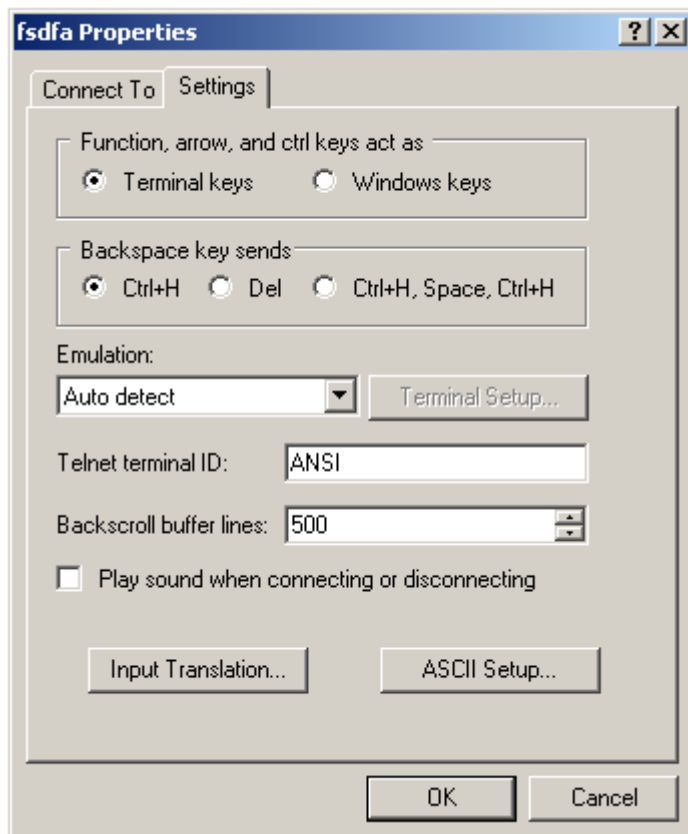 fsdfa Properties
Connect To Settings
Function, arrow, and ctrl keys act as
Terminal keys Windows keys
Backspace key sends
Ctrl+H Del Ctrl+H, Space, Ctrl+H
Emulation:
Auto detect Terminal Setup...
Telnet terminal ID: ANSI
Backscroll buffer lines: 500
Play sound when connecting or disconnecting
Input Translation... ASCII Setup...
OK Cancel